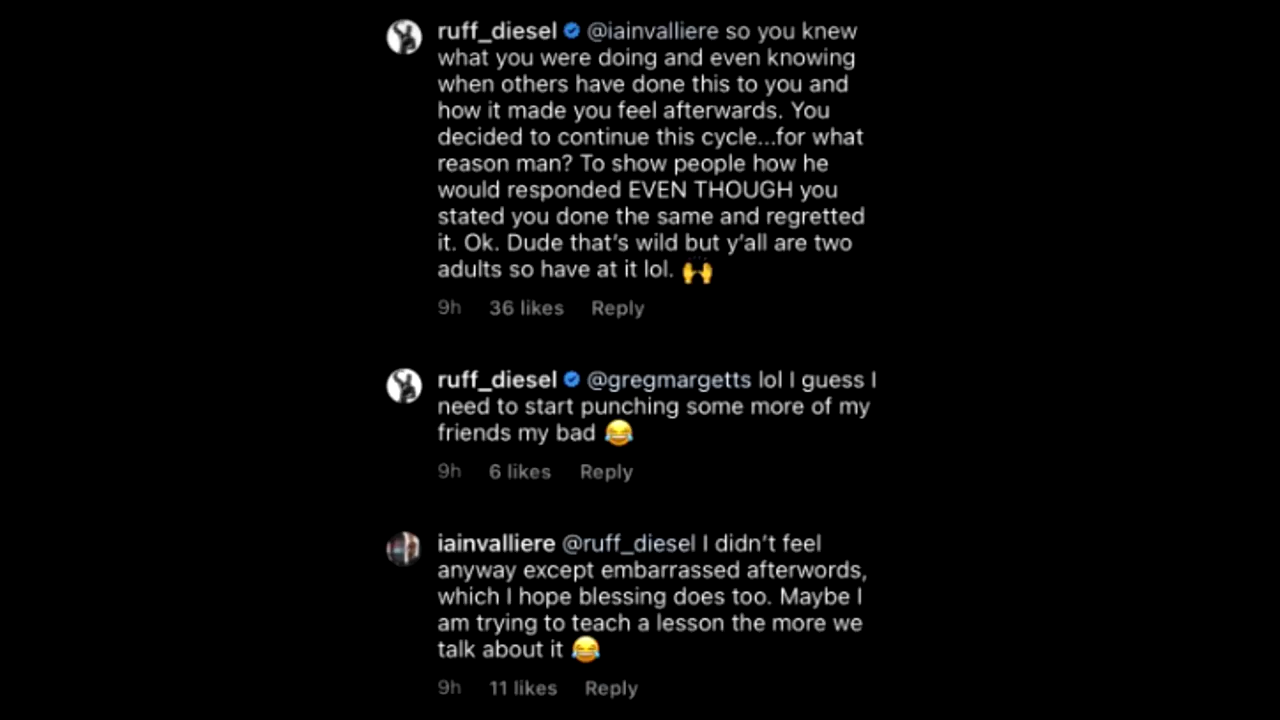 ruff_diesel @iainvalliere so you knew
what you were doing and even knowing
when others have done this to you and
how it made you feel afterwards. You
decided to continue this cycle...for what
reason man? To show people how he
would responded EVEN THOUGH you
stated you done the same and regretted
it. Ok. Dude that's wild but y'all are two
adults so have at it lol. 🙌
9h 36 likes Reply
ruff_diesel @gregmargetts lol I guess I
need to start punching some more of my
friends my bad 😂
9h 6 likes Reply
iainvalliere @ruff_diesel I didn't feel
anyway except embarrassed afterwords,
which I hope blessing does too. Maybe I
am trying to teach a lesson the more we
talk about it 😂
9h 11 likes Reply